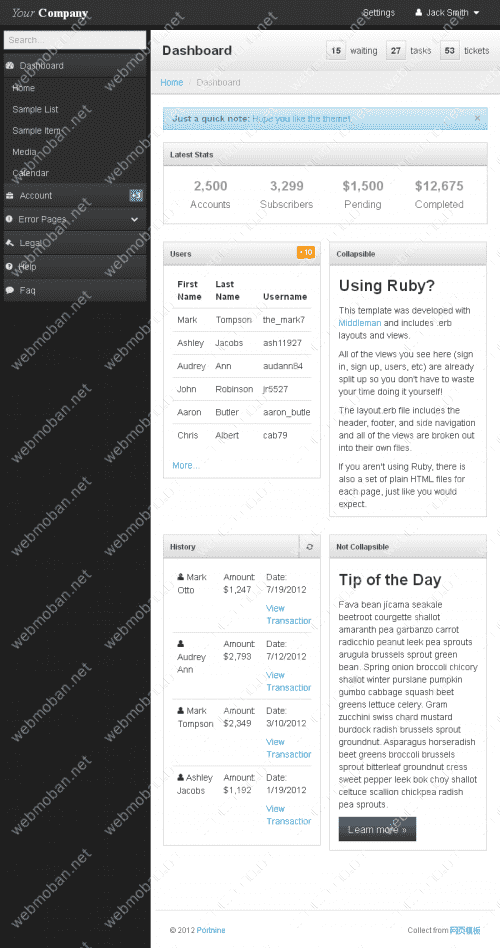 Your Company
Settings
Jack Smith
Search...
Dashboard
Home
Sample List
Sample Item
Media
Calendar
Account
+3
Error Pages
Legal
Help
Faq
Dashboard
15 waiting 27 tasks 53 tickets
Home / Dashboard
Just a quick note: Hope you like the theme!
×
Latest Stats
2,500 3,299 $1,500 $12,675
Accounts Subscribers Pending Completed
Users
+10
First Name Last Name Username
Mark Tompson the_mark7
Ashley Jacobs ash11927
Audrey Ann audann84
John Robinson jr5527
Aaron Butler aaron_butle
Chris Albert cab79
More...
Collapsible
Using Ruby?
This template was developed with
Middleman and includes .erb
layouts and views.
All of the views you see here (sign
in, sign up, users, etc) are already
split up so you don't have to waste
your time doing it yourself!
The layout.erb file includes the
header, footer, and side navigation
and all of the views are broken out
into their own files.
If you aren't using Ruby, there is
also a set of plain HTML files for
each page, just like you would
expect.
History
Mark Otto Amount: $1,247 Date: 7/19/2012
View Transaction
Audrey Ann Amount: $2,793 Date: 7/12/2012
View Transaction
Mark Tompson Amount: $2,349 Date: 3/10/2012
View Transaction
Ashley Jacobs Amount: $1,192 Date: 1/19/2012
View Transaction
Not Collapsible
Tip of the Day
Fava bean jicama seakale
beetroot courgette shallot
amaranth pea garbanzo carrot
radicchio peanut leek pea sprouts
arugula brussels sprout green
bean. Spring onion broccoli chicory
shallot winter purslane pumpkin
gumbo cabbage squash beet
greens lettuce celery. Gram
zucchini swiss chard mustard
burdock radish brussels sprout
groundnut. Asparagus horseradish
beet greens broccoli brussels
sprout bitterleaf groundnut cress
sweet pepper leek bok choy shallot
celtuce scallion chickpea radish
pea sprouts.
Learn more »
© 2012 Portnine
Collect from 网页模板
webmoban.net